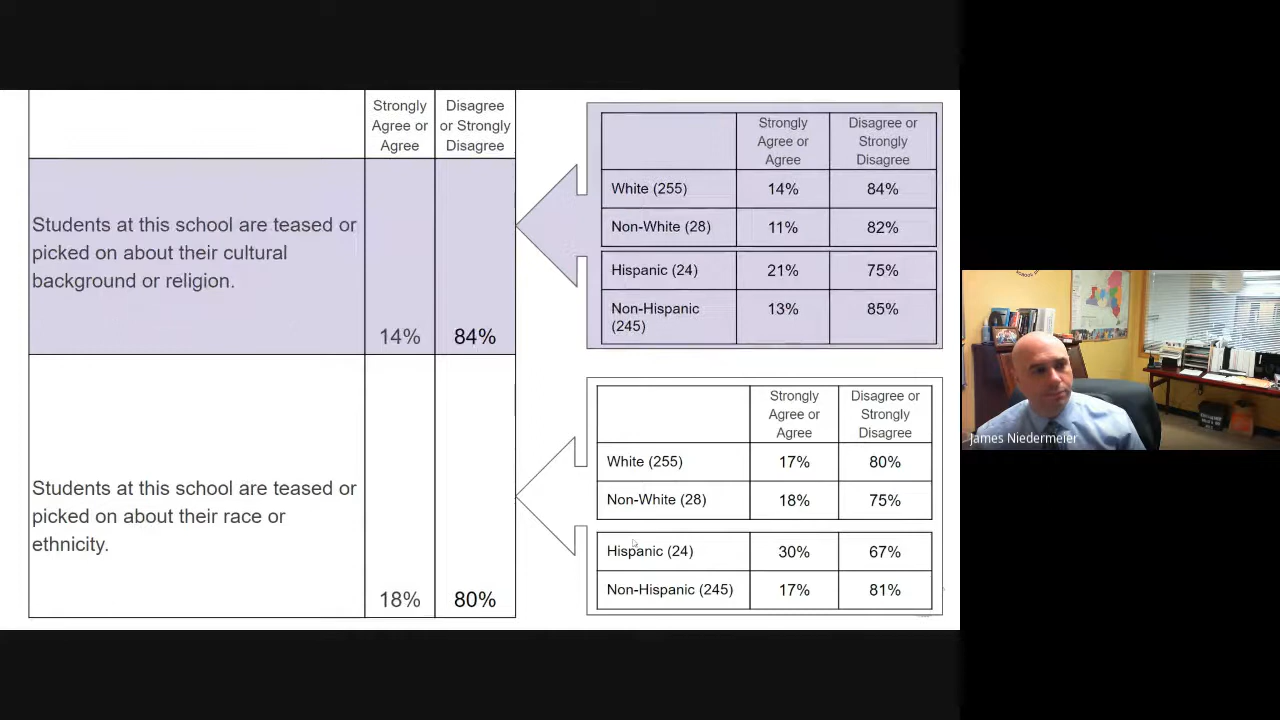 Strongly
Agree or
Agree
Disagree
or Strongly
Disagree
Students at this school are teased or
picked on about their cultural
background or religion.
14%
84%
Strongly
Agree or
Agree
Disagree or
Strongly
Disagree
White (255)
14%
84%
Non-White (28)
11%
82%
Hispanic (24)
21%
75%
Non-Hispanic
(245)
13%
85%
Students at this school are teased or
picked on about their race or
ethnicity.
18%
80%
Strongly
Agree or
Agree
Disagree or
Strongly
Disagree
White (255)
17%
80%
Non-White (28)
18%
75%
Hispanic (24)
30%
67%
Non-Hispanic (245)
17%
81%
James Niedermeier